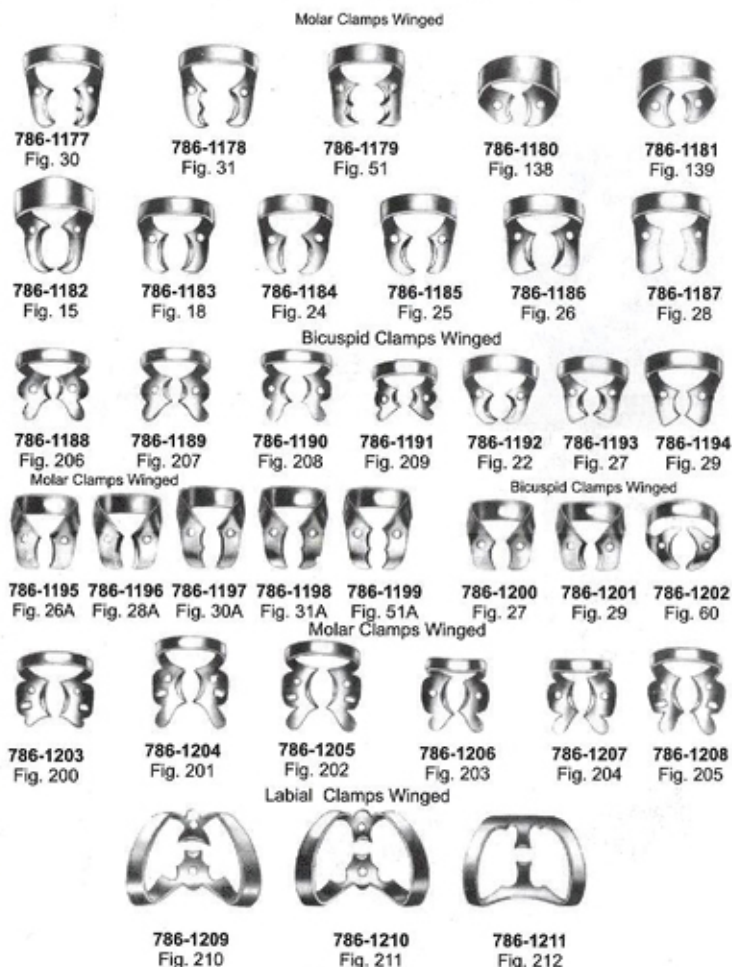 Molar Clamps Winged
786-1177 786-1178 786-1179 786-1180 786-1181
Fig. 30 Fig. 31 Fig. 51 Fig. 138 Fig. 139
786-1182 786-1183 786-1184 786-1185 786-1186 786-1187
Fig. 15 Fig. 18 Fig. 24 Fig. 25 Fig. 26 Fig. 28
Bicuspid Clamps Winged
786-1188 786-1189 786-1190 786-1191 786-1192 786-1193 786-1194
Fig. 206 Fig. 207 Fig. 208 Fig. 209 Fig. 22 Fig. 27 Fig. 29
Molar Clamps Winged Bicuspid Clamps Winged
786-1195 786-1196 786-1197 786-1198 786-1199 786-1200 786-1201 786-1202
Fig. 26A Fig. 28A Fig. 30A Fig. 31A Fig. 51A Fig. 27 Fig. 29 Fig. 60
Molar Clamps Winged
786-1203 786-1204 786-1205 786-1206 786-1207 786-1208
Fig. 200 Fig. 201 Fig. 202 Fig. 203 Fig. 204 Fig. 205
Labial Clamps Winged
786-1209 786-1210 786-1211
Fig. 210 Fig. 211 Fig. 212